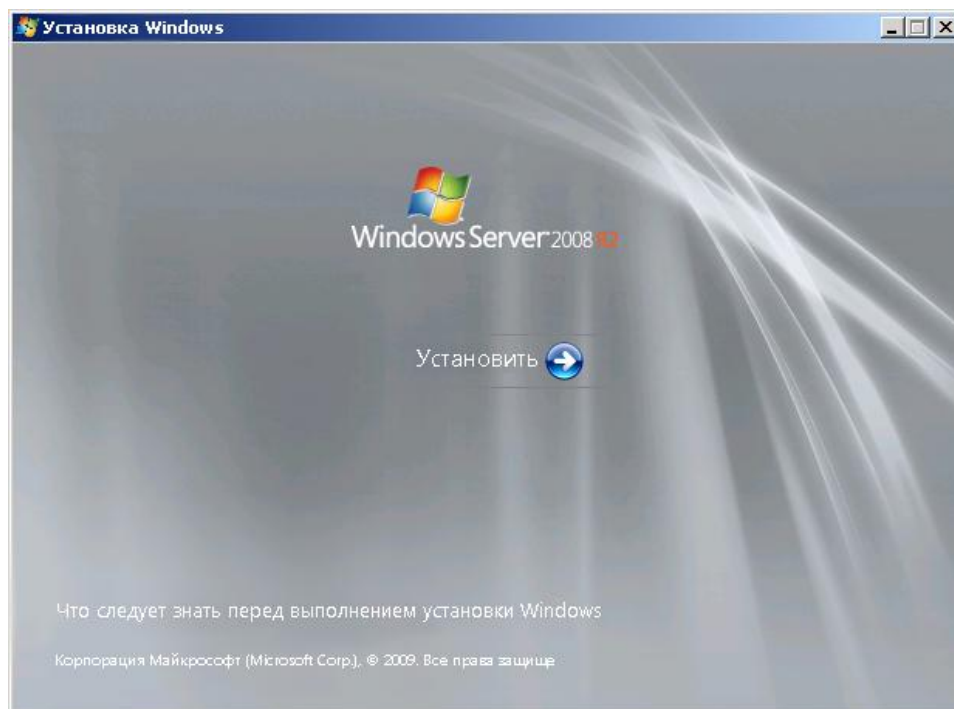 Установка Windows
Windows Server 2008 R2
Установить
Что следует знать перед выполнением установки Windows
Корпорация Майкрософт (Microsoft Corp.), © 2009. Все права защище